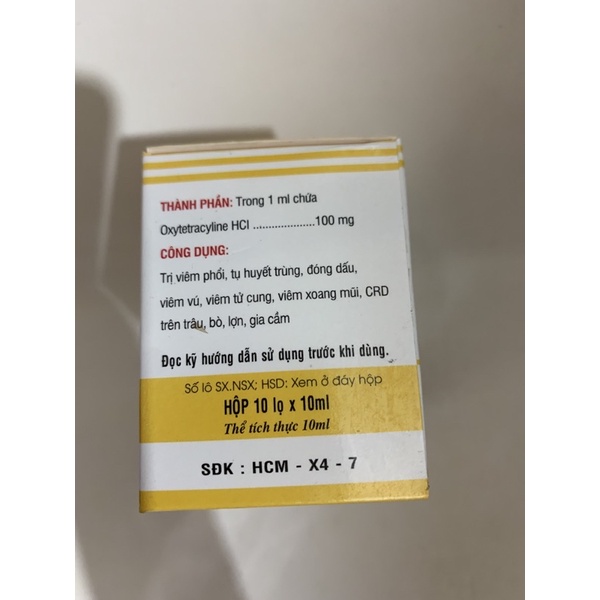 THÀNH PHẦN: Trong 1 ml chứa
Oxytetracyline HCl ....................100 mg
CÔNG DỤNG:
Trị viêm phổi, tụ huyết trùng, đóng dấu,
viêm vú, viêm tử cung, viêm xoang mũi, CRD
trên trâu, bò, lợn, gia cầm
Đọc kỹ hướng dẫn sử dụng trước khi dùng.
Số lô SX.NSX; HSD: Xem ở đáy hộp
HỘP 10 lọ x 10ml
Thể tích thực 10ml
SĐK : HCM - X4 - 7